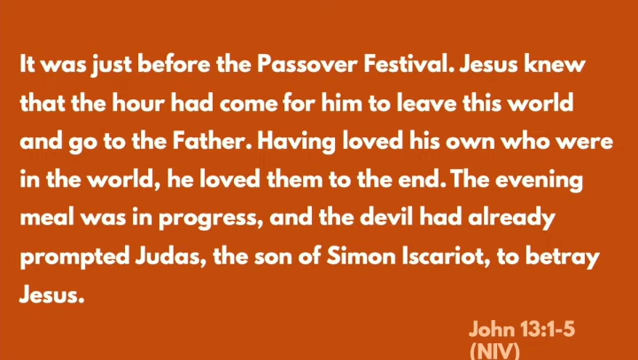 It was just before the Passover Festival. Jesus knew
that the hour had come for him to leave this world
and go to the Father. Having loved his own who were
in the world, he loved them to the end. The evening
meal was in progress, and the devil had already
prompted Judas, the son of Simon Iscariot, to betray
Jesus.
John 13:1-5
(NIV)